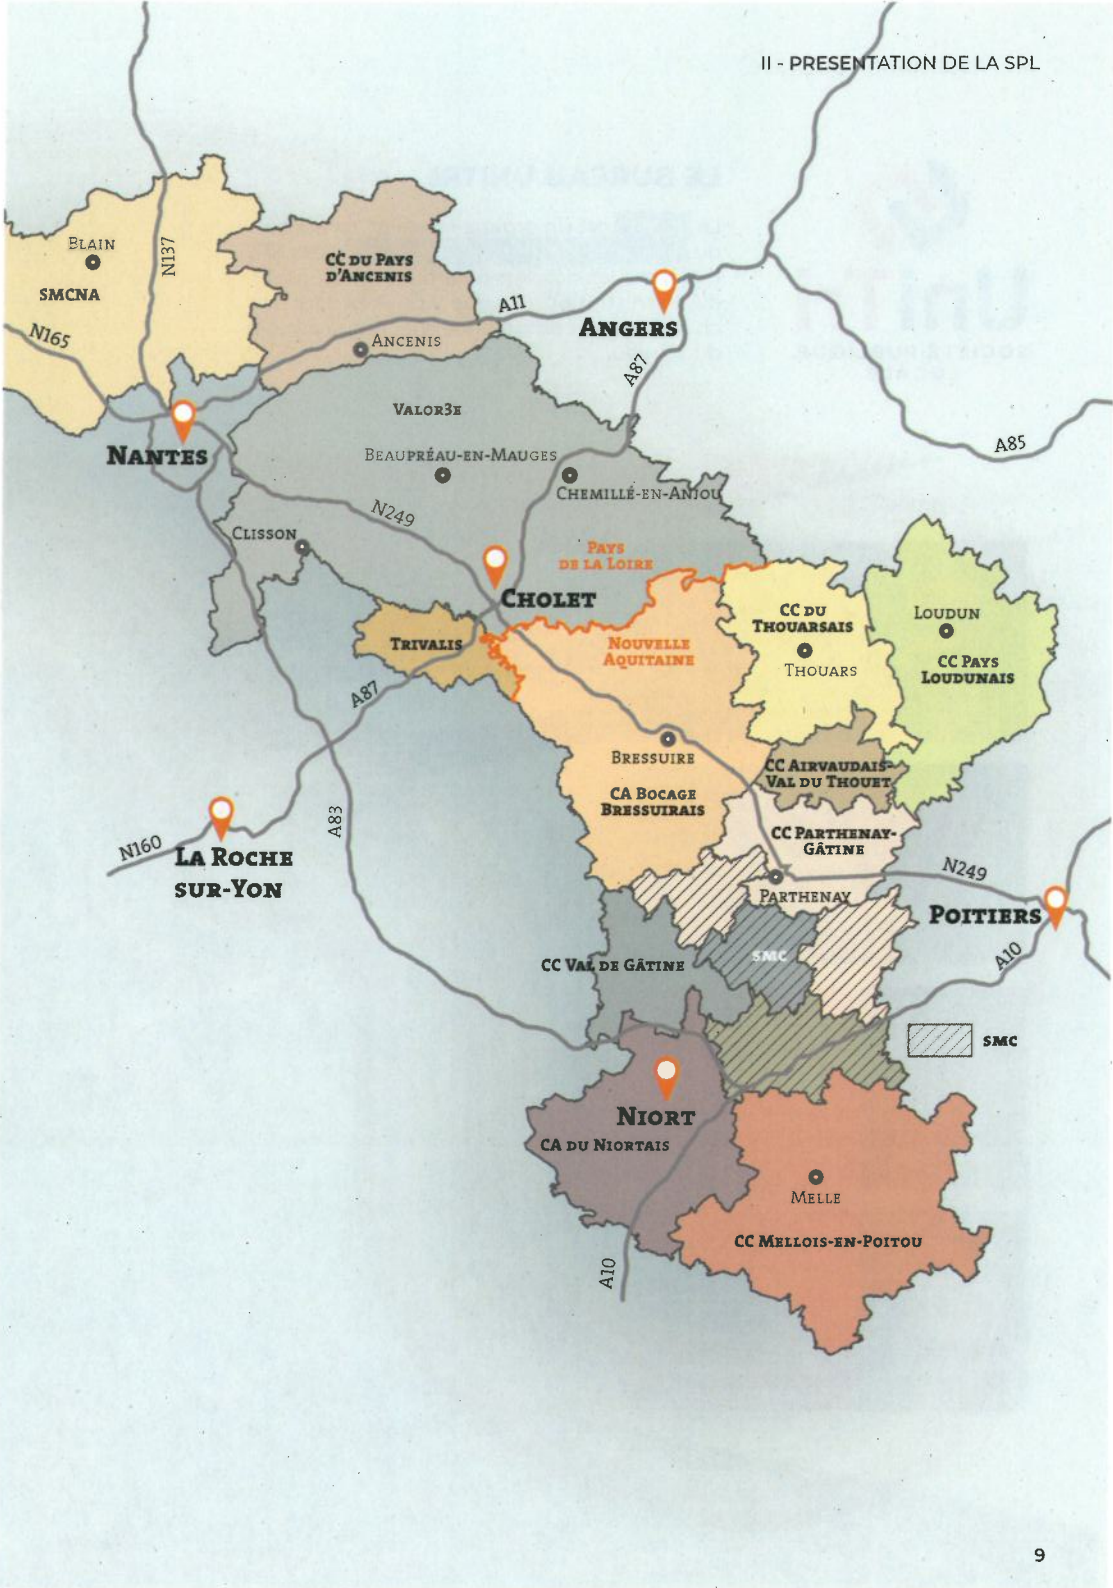 II - PRESENTATION DE LA SPL
BLAIN
N137
CC DU PAYS
D'ANCENIS
SMCNA
A11
ANGERS
N165
ANCENIS
A87
VALOR3E
NANTES
BEAUPRÉAU-EN-MAUGES
A85
CHEMILLÉ-EN-ANJOU
N249
CLISSON
PAYS
DE LA LOIRE
CHOLET
CC DU
THOUARSAIS
LOUDUN
TRIVALIS
NOUVELLE
AQUITAINE
THOUARS
CC PAYS
LOUDUNAIS
A87
BRESSUIRE
CC AIRVAUDAIS-
VAL DU THOUET
CA BOCAGE
BRESSUIRAIS
A83
N160
LA ROCHE
SUR-YON
CC PARTHENAY-
GÂTINE
N249
PARTHENAY
POITIERS
CC VAL DE GÂTINE
SMC
A10
SMC
NIORT
CA DU NIORTAIS
MELLE
CC MELLOIS-EN-POITOU
A10
9